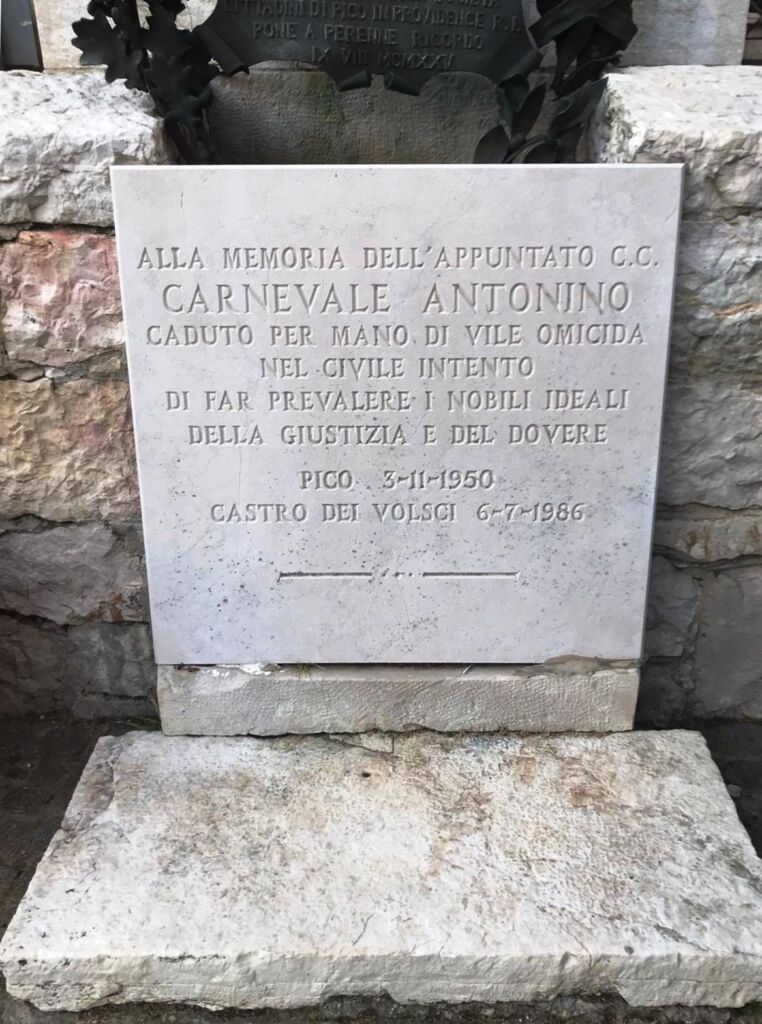 CITTADINI DI PICO IN PROVIDENCE R.I.
PONE A PERENNE RICORDO
IX VIII MCMXXV
ALLA MEMORIA DELL'APPUNTATO C.C.
CARNEVALE ANTONINO
CADUTO PER MANO DI VILE OMICIDA
NEL CIVILE INTENTO
DI FAR PREVALERE I NOBILI IDEALI
DELLA GIUSTIZIA E DEL DOVERE
PICO 3-11-1950
CASTRO DEI VOLSCI 6-7-1986